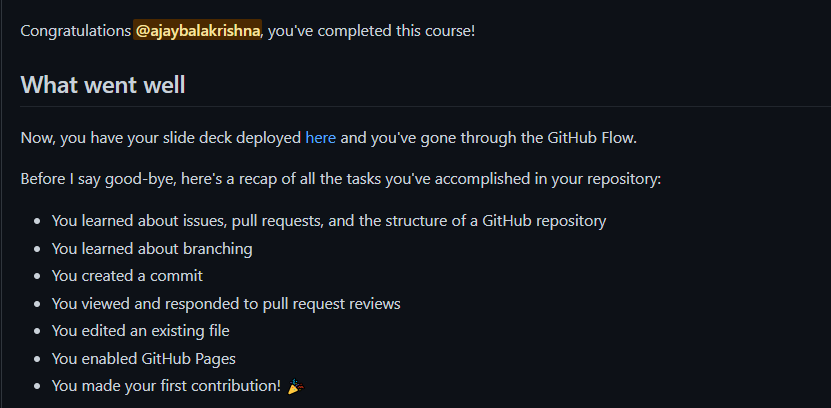 Congratulations @ajaybalakrishna, you've completed this course!
What went well
Now, you have your slide deck deployed here and you've gone through the GitHub Flow.
Before I say good-bye, here's a recap of all the tasks you've accomplished in your repository:
• You learned about issues, pull requests, and the structure of a GitHub repository
• You learned about branching
• You created a commit
• You viewed and responded to pull request reviews
• You edited an existing file
• You enabled GitHub Pages
• You made your first contribution! 🎉